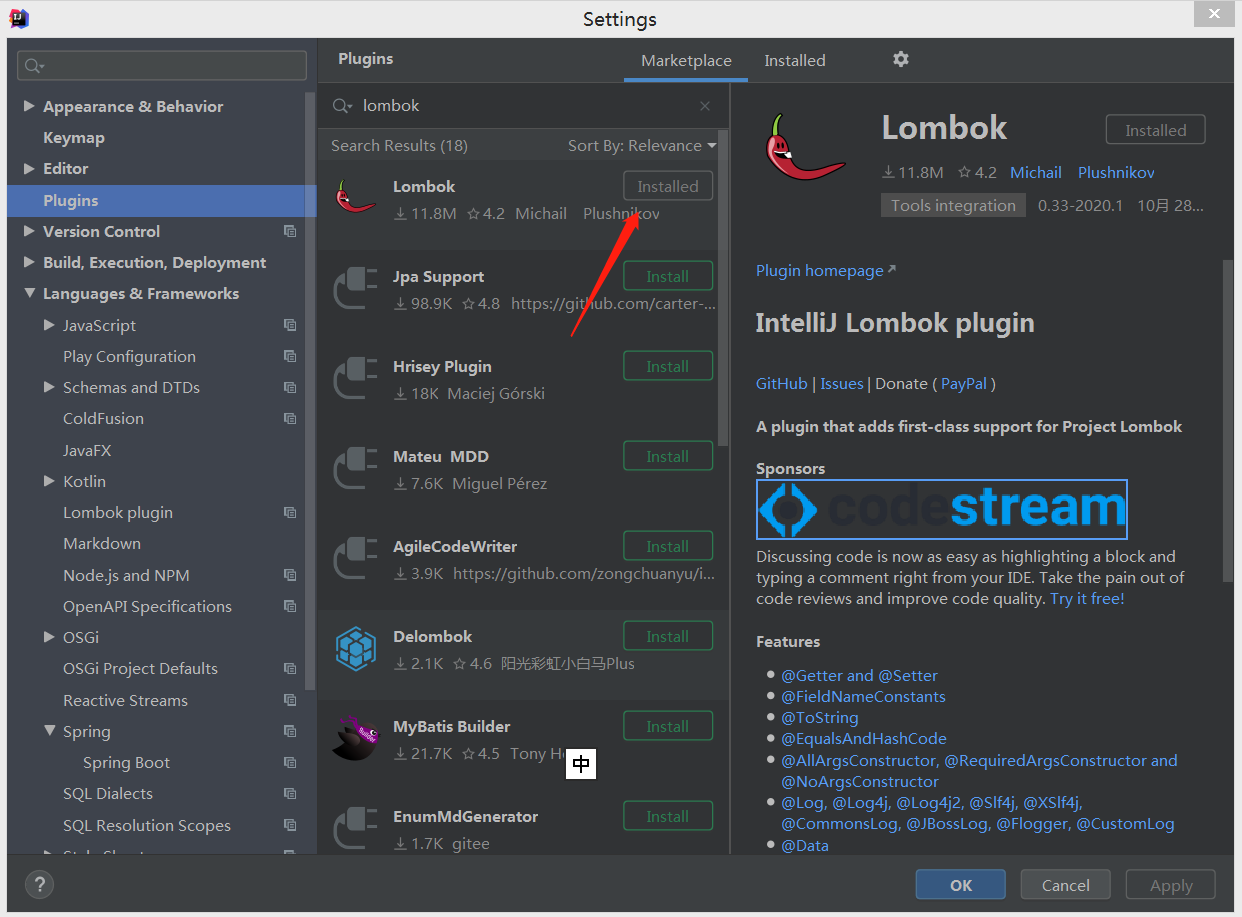 Settings
Plugins
Marketplace
Installed
lombok
Appearance & Behavior
Keymap
Editor
Plugins
Version Control
Build, Execution, Deployment
Languages & Frameworks
JavaScript
Play Configuration
Schemas and DTDs
ColdFusion
JavaFX
Kotlin
Lombok plugin
Markdown
Node.js and NPM
OpenAPI Specifications
OSGi
OSGi Project Defaults
Reactive Streams
Spring
Spring Boot
SQL Dialects
SQL Resolution Scopes
Search Results (18)
Sort By: Relevance
Lombok
Installed
11.8M 4.2 Michail Plushnikov
Jpa Support
Install
98.9K 4.8 https://github.com/carter-...
Hrisey Plugin
Install
18K Maciej Górski
Mateu MDD
Install
7.6K Miguel Pérez
AgileCodeWriter
Install
3.9K https://github.com/zongchuanyu/i...
Delombok
Install
2.1K 4.6 阳光彩虹小白马Plus
MyBatis Builder
Install
21.7K 4.5 Tony
中
EnumMdGenerator
Install
1.7K gitee
Lombok
Installed
11.8M 4.2 Michail Plushnikov
Tools integration 0.33-2020.1 10月 28...
Plugin homepage
IntelliJ Lombok plugin
GitHub | Issues | Donate ( PayPal )
A plugin that adds first-class support for Project Lombok
Sponsors
codestream
Discussing code is now as easy as highlighting a block and
typing a comment right from your IDE. Take the pain out of
code reviews and improve code quality. Try it free!
Features
@Getter and @Setter
@FieldNameConstants
@ToString
@EqualsAndHashCode
@AllArgsConstructor, @RequiredArgsConstructor and
@NoArgsConstructor
@Log, @Log4j, @Log4j2, @Slf4j, @XSlf4j,
@CommonsLog, @JBossLog, @Flogger, @CustomLog
@Data
?
OK
Cancel
Apply